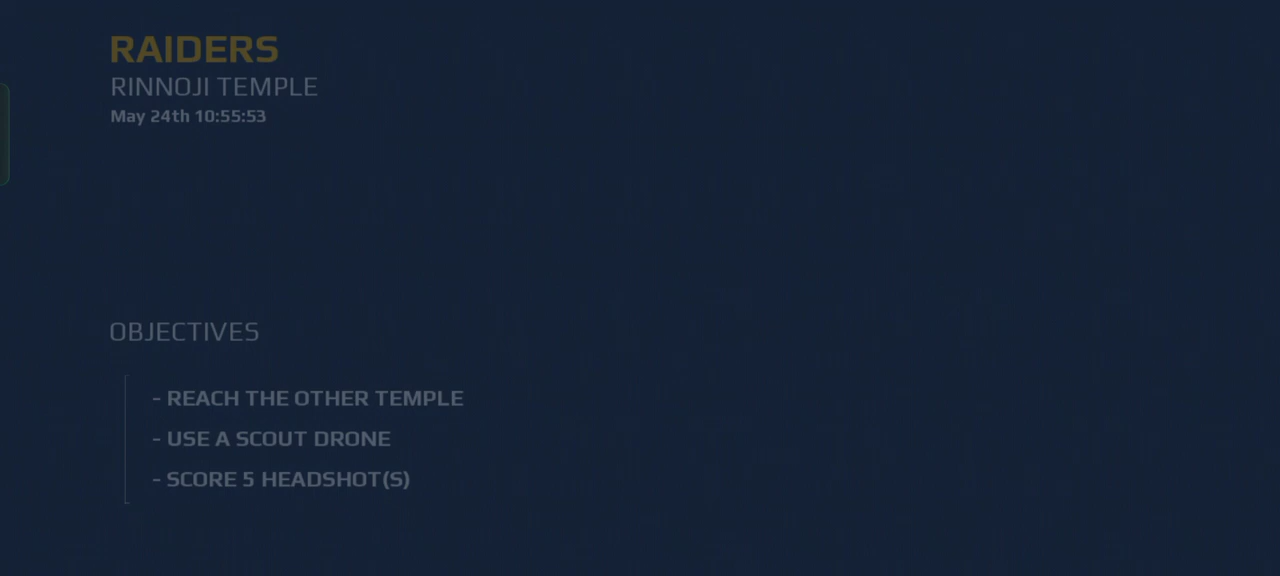 RAIDERS
RINNOJI TEMPLE
May 24th 10:55:53
OBJECTIVES
- REACH THE OTHER TEMPLE
- USE A SCOUT DRONE
- SCORE 5 HEADSHOT(S)